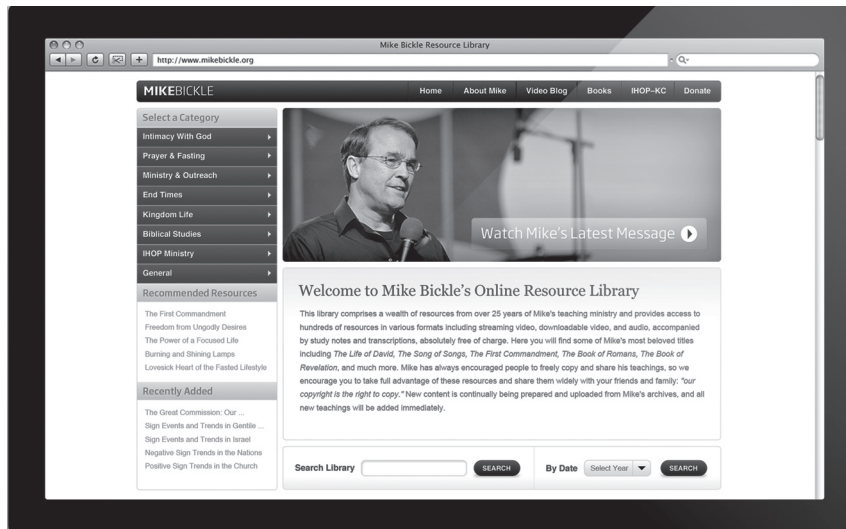 Mike Bickle Resource Library
http://www.mikebickle.org
MIKEBICKLE
Home About Mike Video Blog Books IHOP–KC Donate
Select a Category
Intimacy With God
Prayer & Fasting
Ministry & Outreach
End Times
Kingdom Life
Biblical Studies
IHOP Ministry
General
Recommended Resources
The First Commandment
Freedom from Ungodly Desires
The Power of a Focused Life
Burning and Shining Lamps
Lovesick Heart of the Fasted Lifestyle
Recently Added
The Great Commission: Our ...
Sign Events and Trends in Gentile ...
Sign Events and Trends in Israel
Negative Sign Trends in the Nations
Positive Sign Trends in the Church
Watch Mike's Latest Message
Welcome to Mike Bickle's Online Resource Library
This library comprises a wealth of resources from over 25 years of Mike's teaching ministry and provides access to
hundreds of resources in various formats including streaming video, downloadable video, and audio, accompanied
by study notes and transcriptions, absolutely free of charge. Here you will find some of Mike's most beloved titles
including The Life of David, The Song of Songs, The First Commandment, The Book of Romans, The Book of
Revelation, and much more. Mike has always encouraged people to freely copy and share his teachings, so we
encourage you to take full advantage of these resources and share them widely with your friends and family: "our
copyright is the right to copy." New content is continually being prepared and uploaded from Mike's archives, and all
new teachings will be added immediately.
Search Library SEARCH By Date Select Year SEARCH